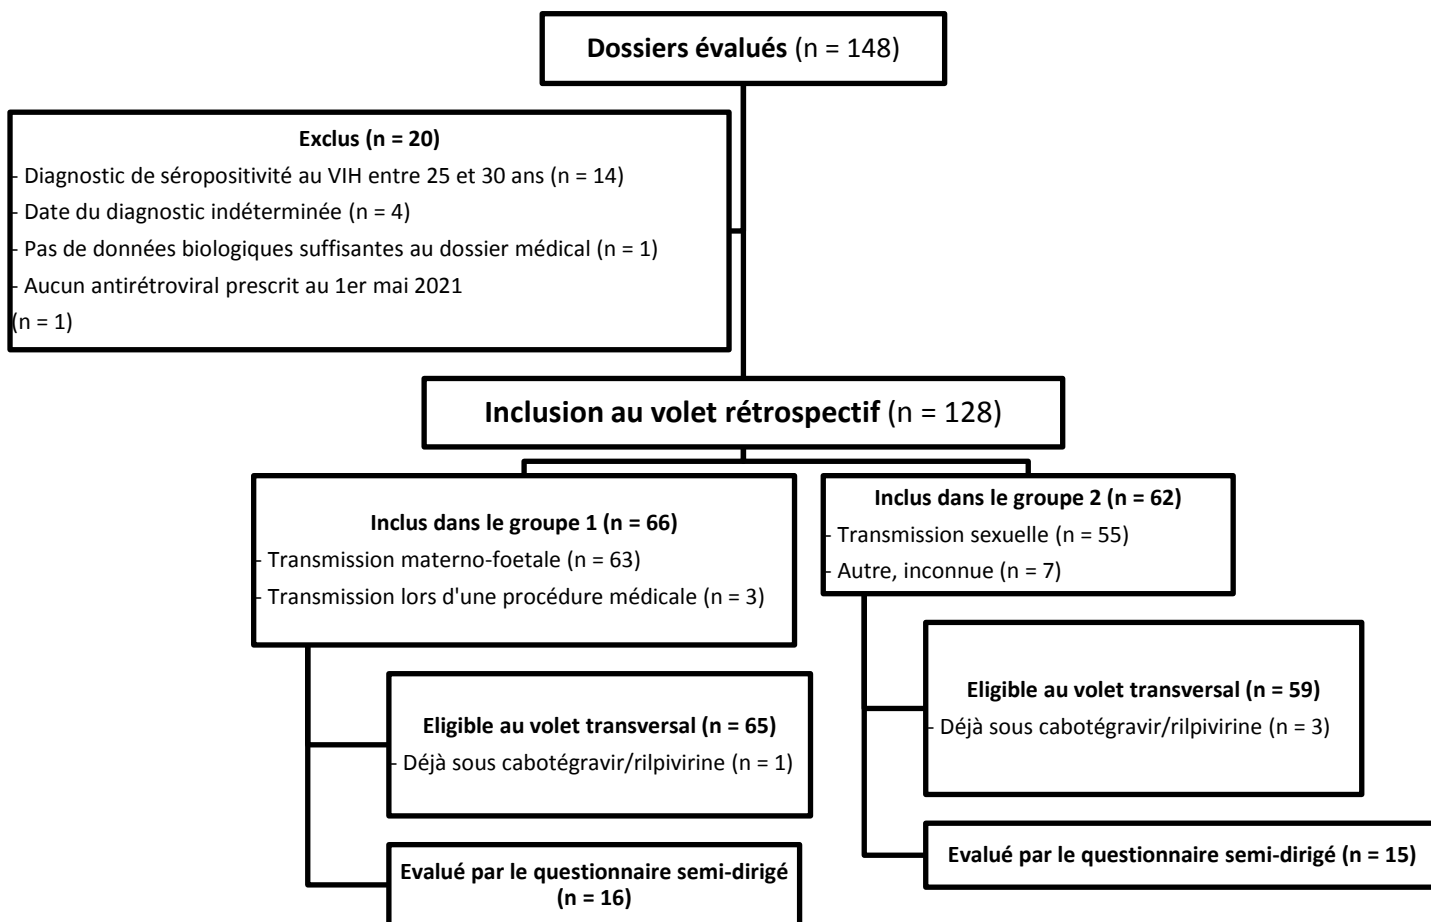 Dossiers évalués (n = 148)
Exclus (n = 20)
- Diagnostic de séropositivité au VIH entre 25 et 30 ans (n = 14)
- Date du diagnostic indéterminée (n = 4)
- Pas de données biologiques suffisantes au dossier médical (n = 1)
- Aucun antirétroviral prescrit au 1er mai 2021
(n = 1)
Inclusion au volet rétrospectif (n = 128)
Inclus dans le groupe 1 (n = 66)
- Transmission materno-foetale (n = 63)
- Transmission lors d'une procédure médicale (n = 3)
Eligible au volet transversal (n = 65)
- Déjà sous cabotégravir/rilpivirine (n = 1)
Evalué par le questionnaire semi-dirigé
(n = 16)
Inclus dans le groupe 2 (n = 62)
- Transmission sexuelle (n = 55)
- Autre, inconnue (n = 7)
Eligible au volet transversal (n = 59)
- Déjà sous cabotégravir/rilpivirine (n = 3)
Evalué par le questionnaire semi-dirigé (n = 15)